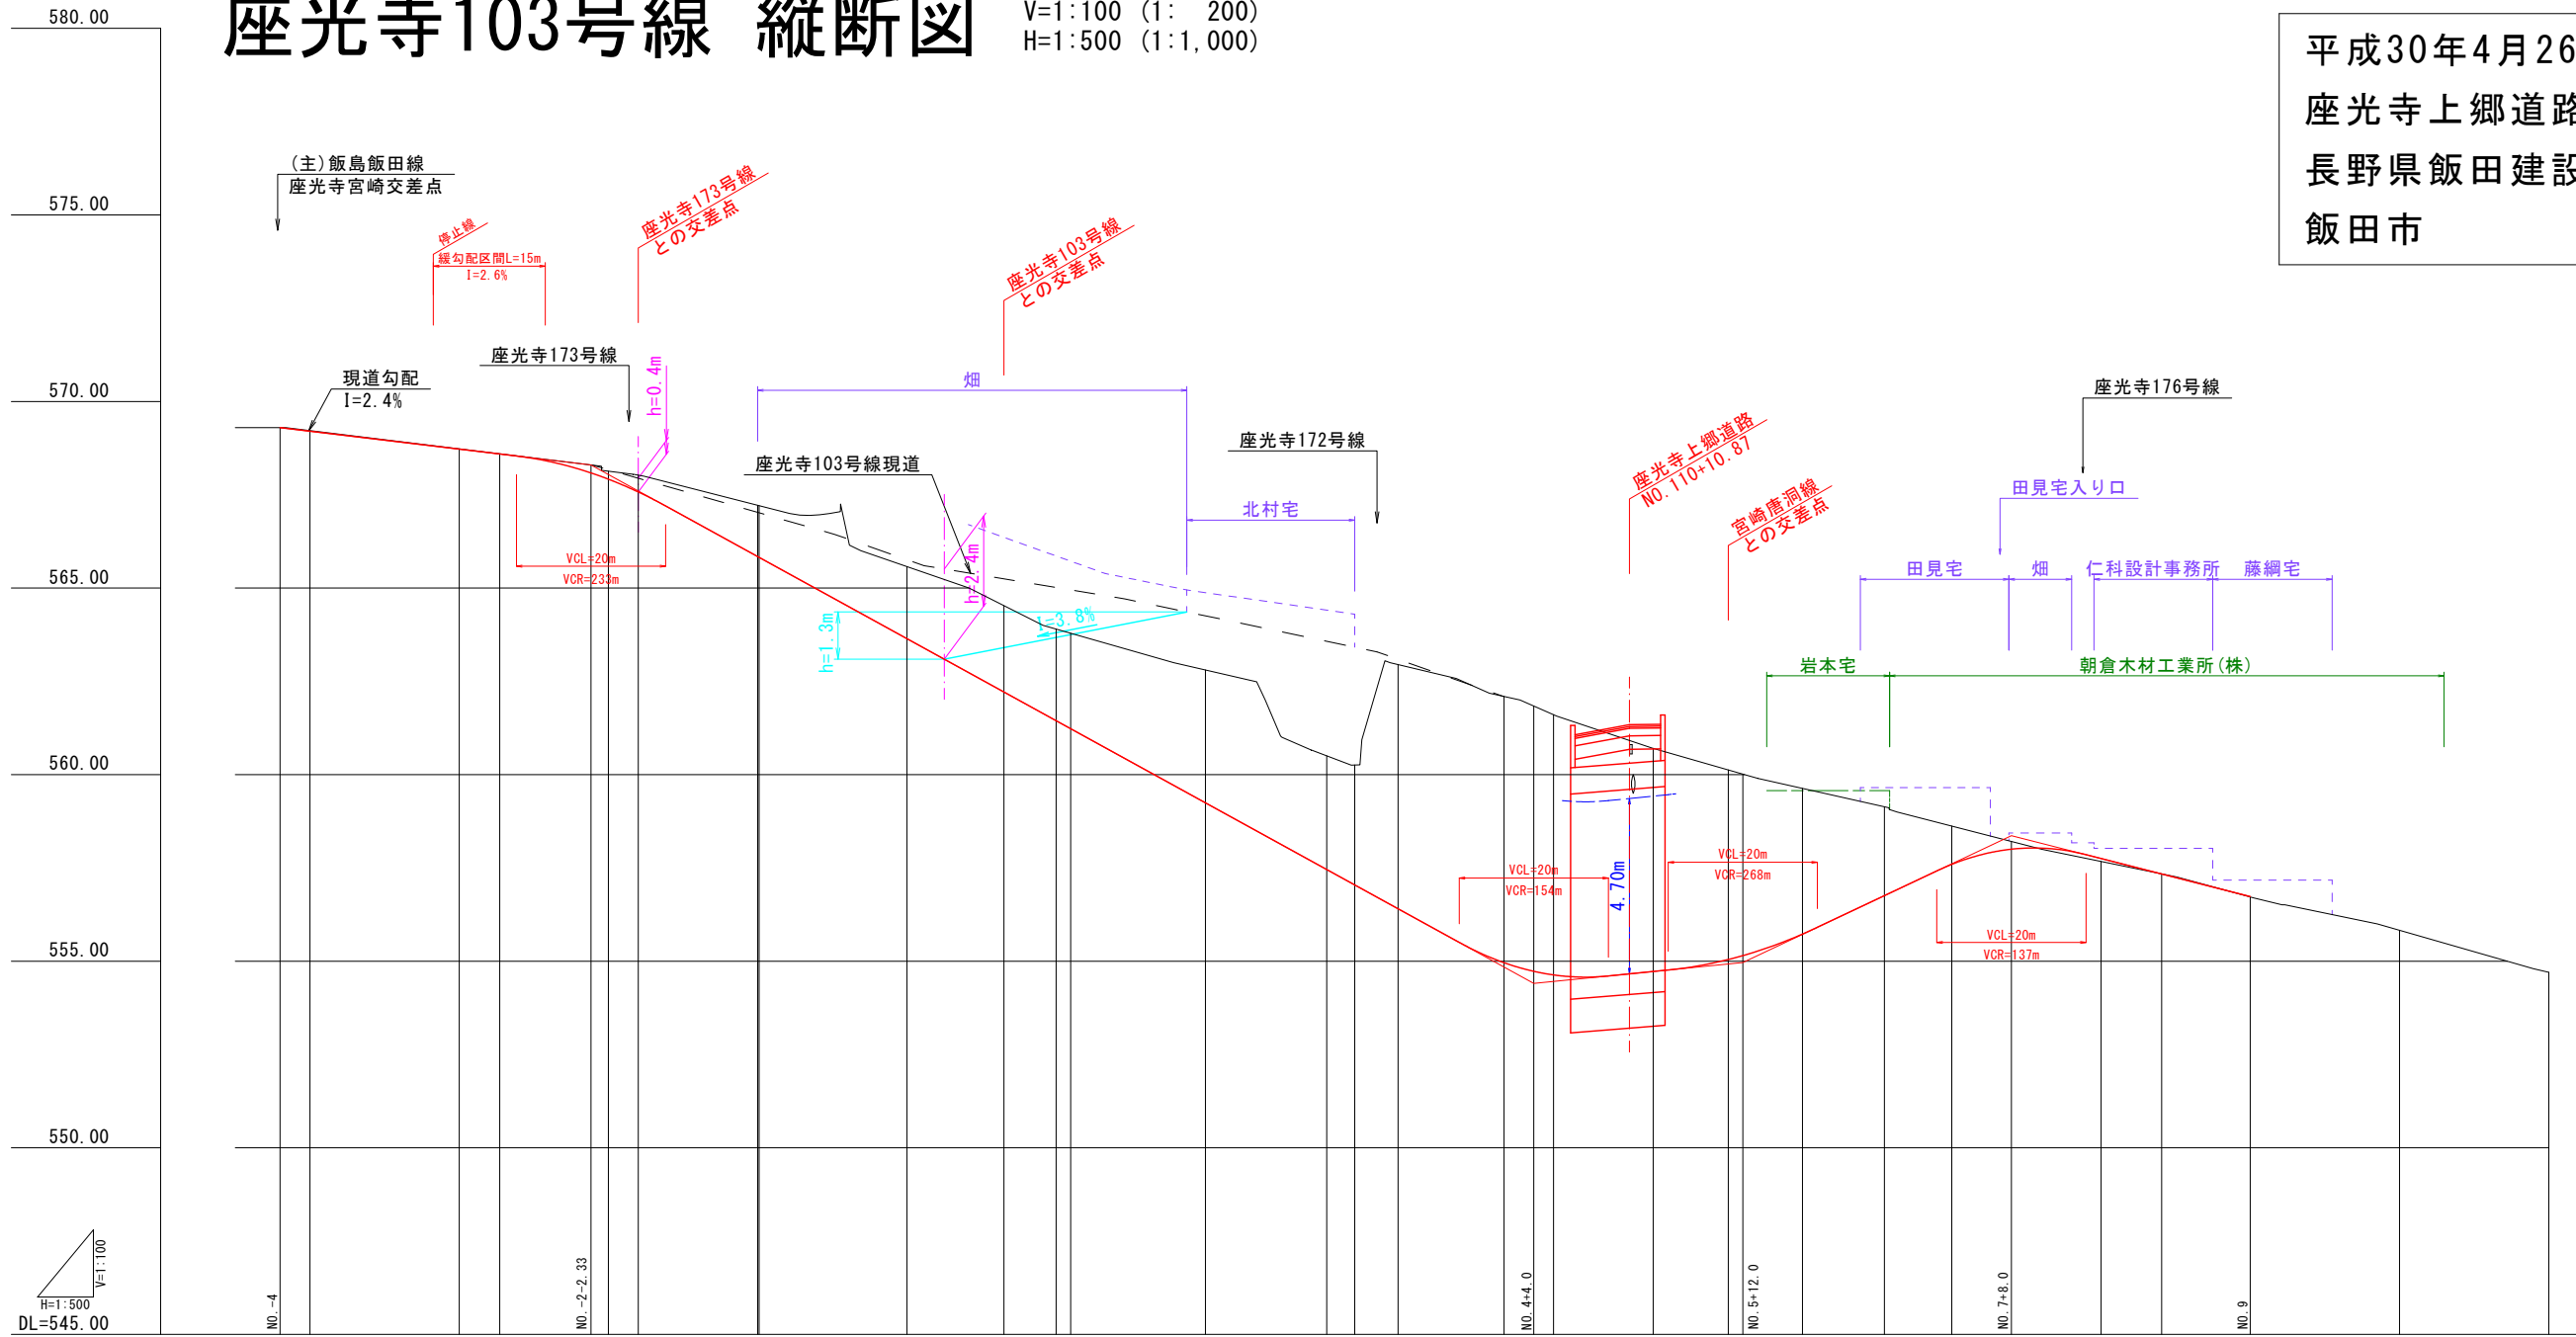 座光寺103号線 縦断図
V=1:100 (1: 200)
H=1:500 (1:1,000)
平成30年4月26
座光寺上郷道路
長野県飯田建設
飯田市
580.00
575.00
570.00
565.00
560.00
555.00
550.00
DL=545.00
V=1:100
H=1:500
(主)飯島飯田線
座光寺宮崎交差点
停止線
緩勾配区間L=15m
I=2.6%
座光寺173号線
との交差点
座光寺103号線
との交差点
現道勾配
I=2.4%
座光寺173号線
h=0.4m
畑
座光寺103号線現道
座光寺172号線
北村宅
座光寺上郷道路
NO.110+10.87
宮崎唐洞線
との交差点
座光寺176号線
田見宅入り口
田見宅
畑
仁科設計事務所
藤綱宅
岩本宅
朝倉木材工業所(株)
VCL=20m
VCR=233m
h=2.4m
h=1.3m
I=3.8%
VCL=20m
VCR=154m
4.70m
VCL=20m
VCR=268m
VCL=20m
VCR=137m
NO.-4
NO.-2-2.33
NO.4+4.0
NO.5+12.0
NO.7+8.0
NO.9